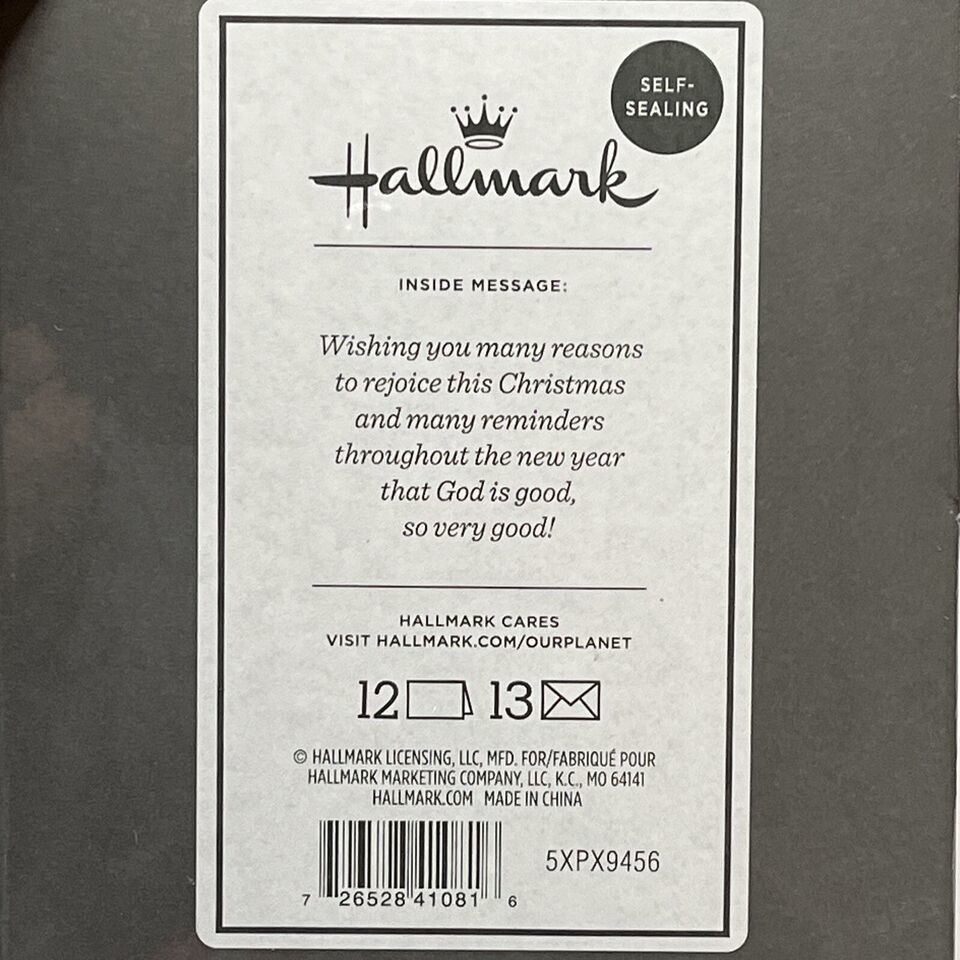 SELF-
SEALING
Hallmark
INSIDE MESSAGE:
Wishing you many reasons
to rejoice this Christmas
and many reminders
throughout the new year
that God is good,
so very good!
HALLMARK CARES
VISIT HALLMARK.COM/OURPLANET
12 13
© HALLMARK LICENSING, LLC, MFD. FOR/FABRIQUÉ POUR
HALLMARK MARKETING COMPANY, LLC, K.C., MO 64141
HALLMARK.COM MADE IN CHINA
5XPX9456
7 26528 41081 6